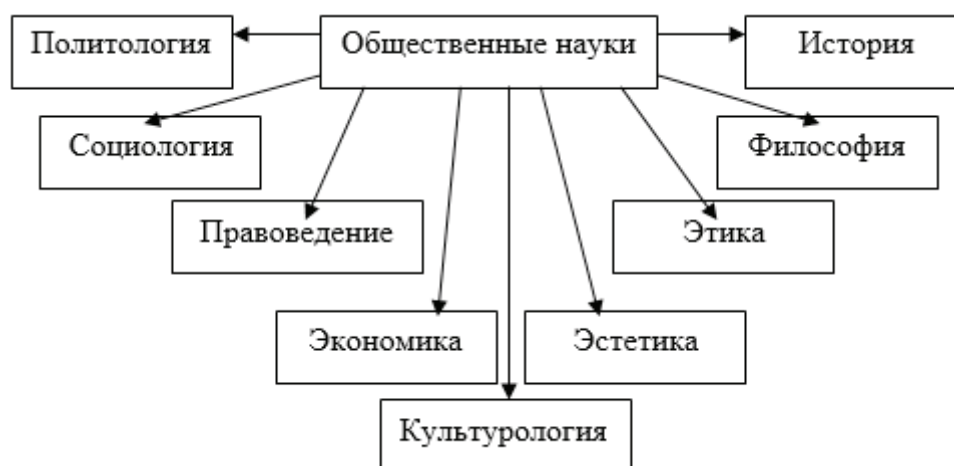 Политология
Общественные науки
История
Социология
Философия
Правоведение
Этика
Экономика
Эстетика
Культурология